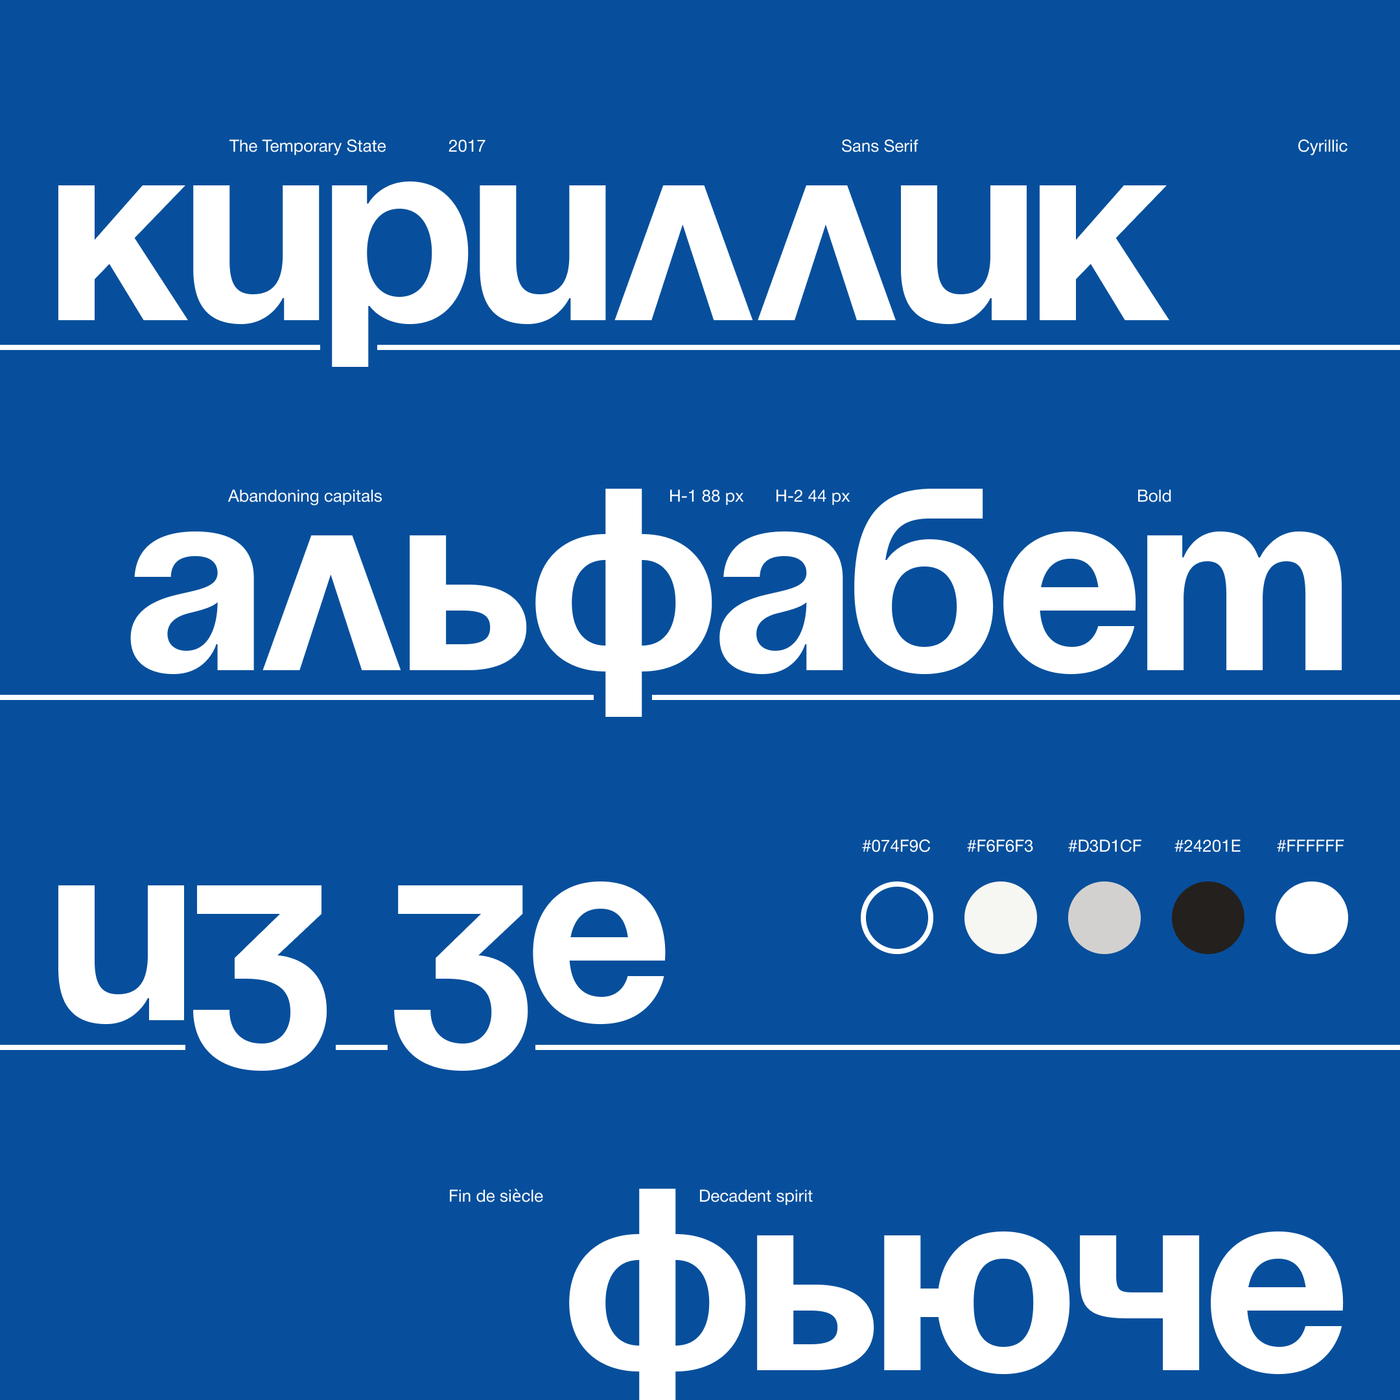 The Temporary State 2017 Sans Serif Cyrillic
кириллик
Abandoning capitals H-1 88 px H-2 44 px Bold
альфабет
#074F9C #F6F6F3 #D3D1CF #24201E #FFFFFF
из зе
Fin de siècle Decadent spirit
фьюче